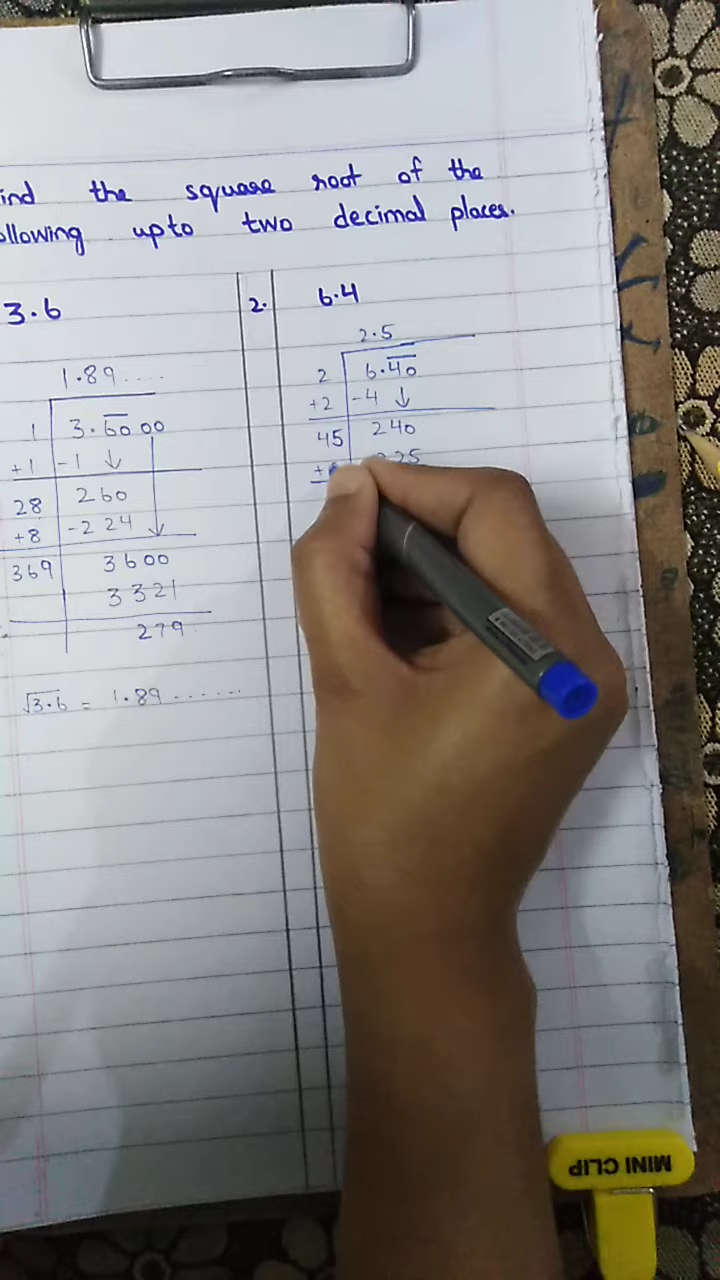 ind the square root of the
ollowing upto two decimal places.
3.6
1.89.....
1 3.6000
+1 -1 ↓
28 260
+8 -224
369 3600
3321
279
√3.6 = 1.89.......
2. 6.4
2.5
2 6.40
+2 -4 ↓
45 240
+ 25
MINI CLIP